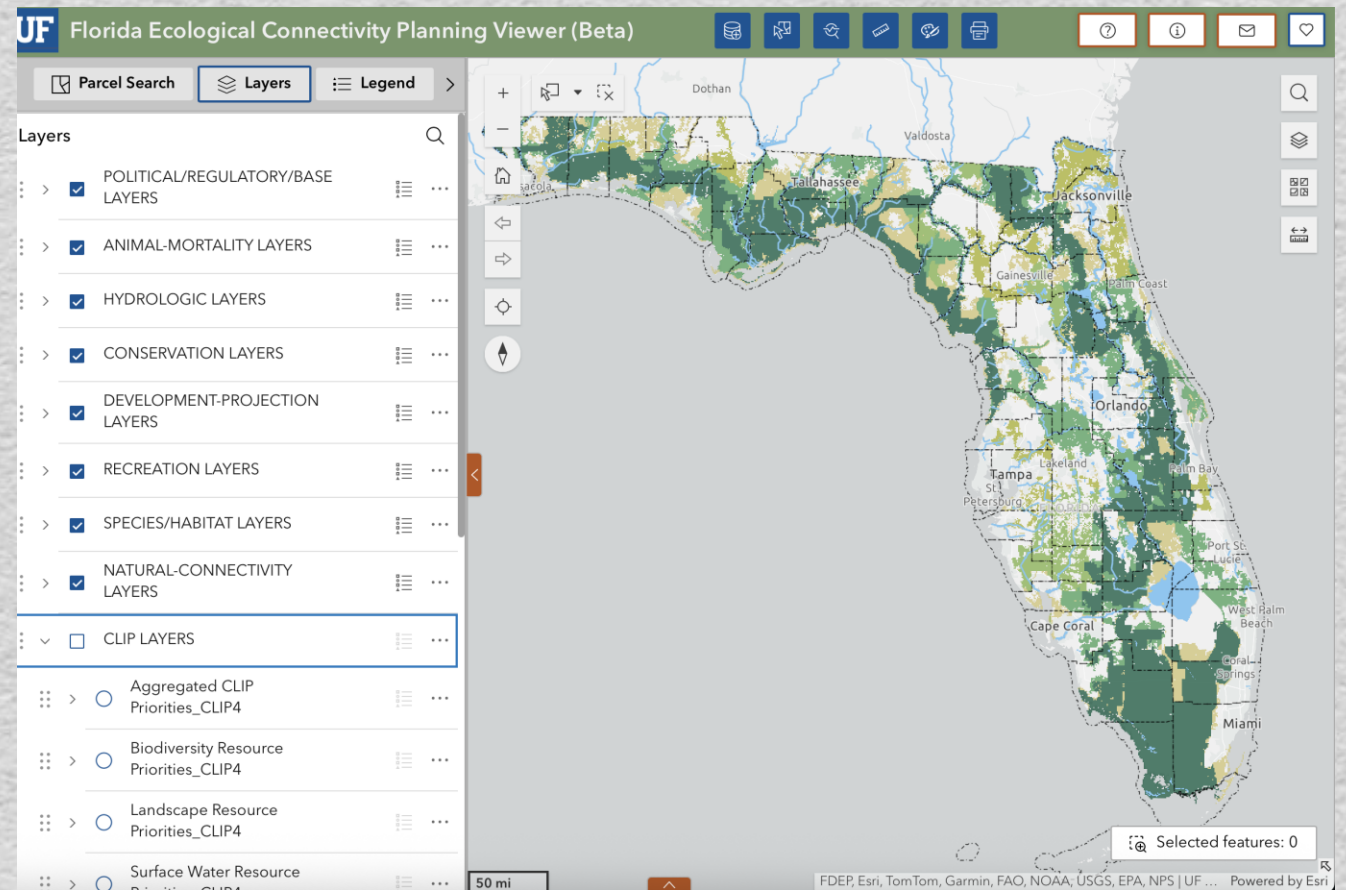 UF Florida Ecological Connectivity Planning Viewer (Beta)
Parcel Search
Layers
Legend
Layers
POLITICAL/REGULATORY/BASE
LAYERS
ANIMAL-MORTALITY LAYERS
HYDROLOGIC LAYERS
CONSERVATION LAYERS
DEVELOPMENT-PROJECTION
LAYERS
RECREATION LAYERS
SPECIES/HABITAT LAYERS
NATURAL-CONNECTIVITY
LAYERS
CLIP LAYERS
Aggregated CLIP
Priorities_CLIP4
Biodiversity Resource
Priorities_CLIP4
Landscape Resource
Priorities_CLIP4
Surface Water Resource
Dothan
Valdosta
Tallahassee
sacola
Jacksonville
Gainesville
Palm Coast
Orlando
Lakeland
Tampa
St.
Petersburg
Palm Bay
Port St.
Lucie
West Palm
Beach
Cape Coral
Coral
Springs
Miami
Selected features: 0
50 mi
FDEP, Esri, TomTom, Garmin, FAO, NOAA, USGS, EPA, NPS | UF ...
Powered by Esri